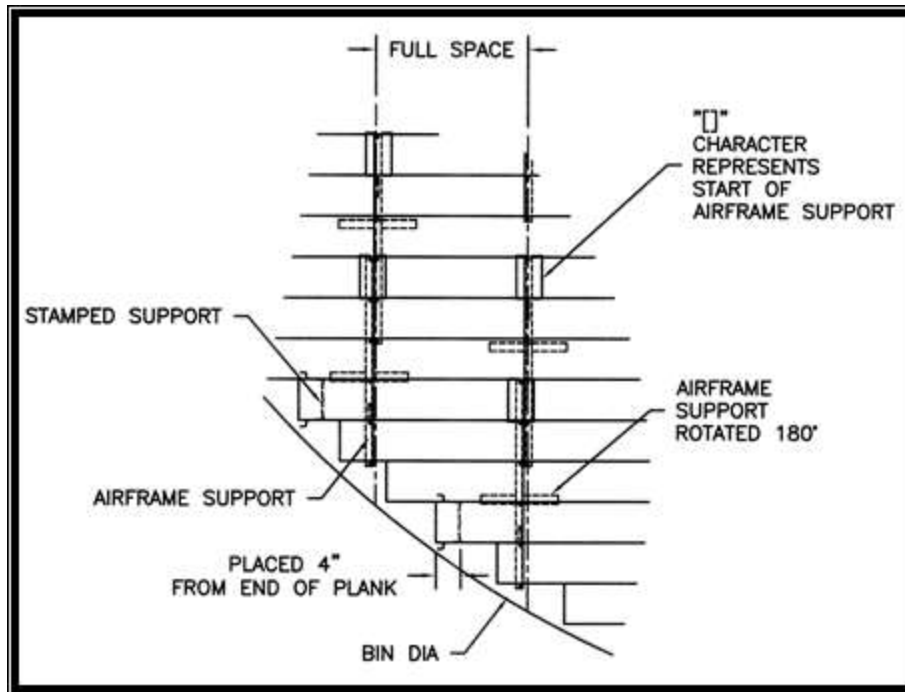 FULL SPACE
"[]"
CHARACTER
REPRESENTS
START OF
AIRFRAME SUPPORT
STAMPED SUPPORT
AIRFRAME
SUPPORT
ROTATED 180°
AIRFRAME SUPPORT
PLACED 4"
FROM END OF PLANK
BIN DIA